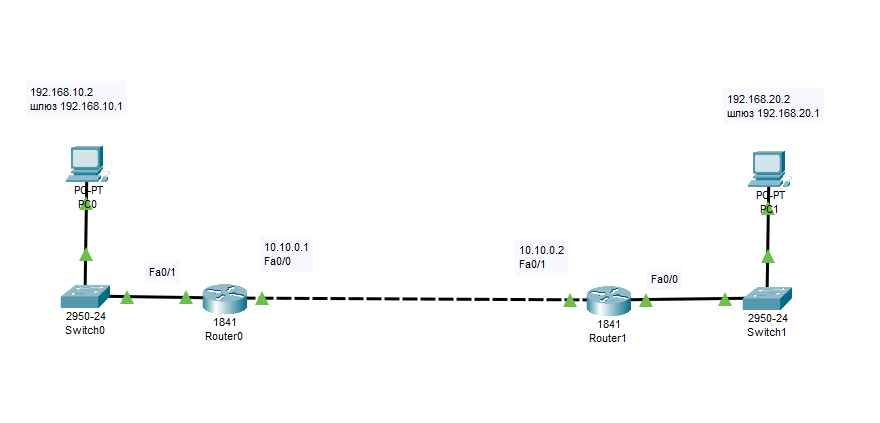 192.168.10.2
шлюз 192.168.10.1
192.168.20.2
шлюз 192.168.20.1
PC-PT
PC0
PC-PT
PC1
10.10.0.1
Fa0/0
10.10.0.2
Fa0/1
Fa0/1
Fa0/0
2950-24
Switch0
1841
Router0
1841
Router1
2950-24
Switch1